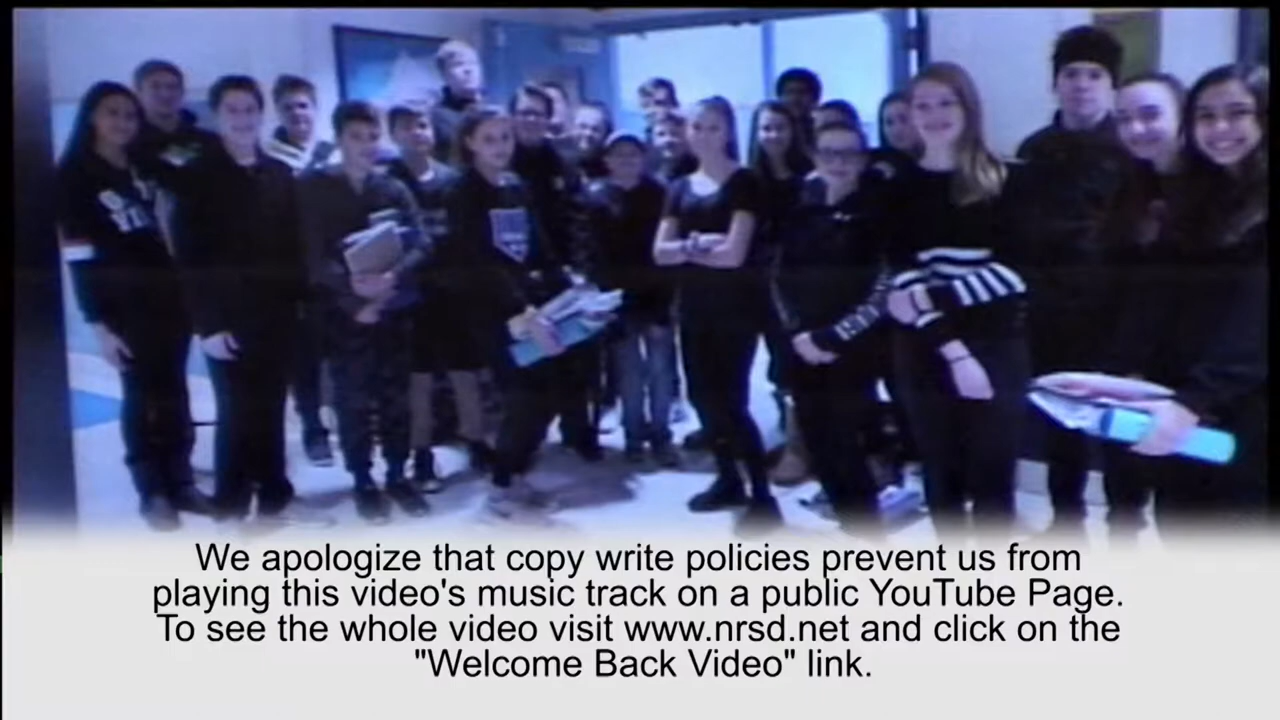 We apologize that copy write policies prevent us from
playing this video's music track on a public YouTube Page.
To see the whole video visit www.nrsd.net and click on the
"Welcome Back Video" link.